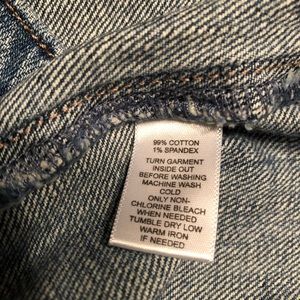 99% COTTON
1% SPANDEX
TURN GARMENT
INSIDE OUT
BEFORE WASHING
MACHINE WASH
COLD
ONLY NON-
CHLORINE BLEACH
WHEN NEEDED
TUMBLE DRY LOW
WARM IRON
IF NEEDED